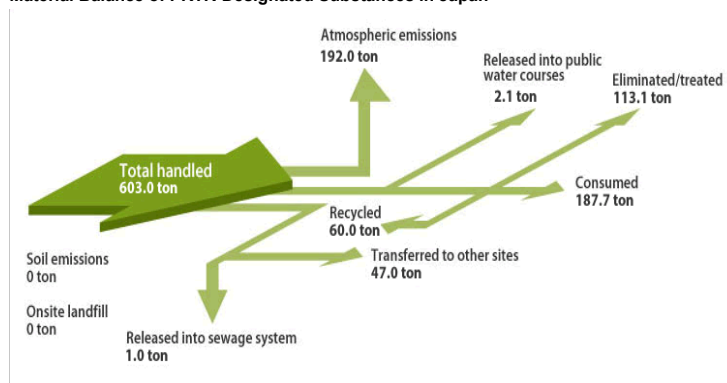 Material Balance of PRTR Designated Substances in Japan
Atmospheric emissions
192.0 ton
Released into public
water courses
2.1 ton
Eliminated/treated
113.1 ton
Total handled
603.0 ton
Consumed
187.7 ton
Recycled
60.0 ton
Soil emissions
0 ton
Transferred to other sites
47.0 ton
Onsite landfill
0 ton
Released into sewage system
1.0 ton